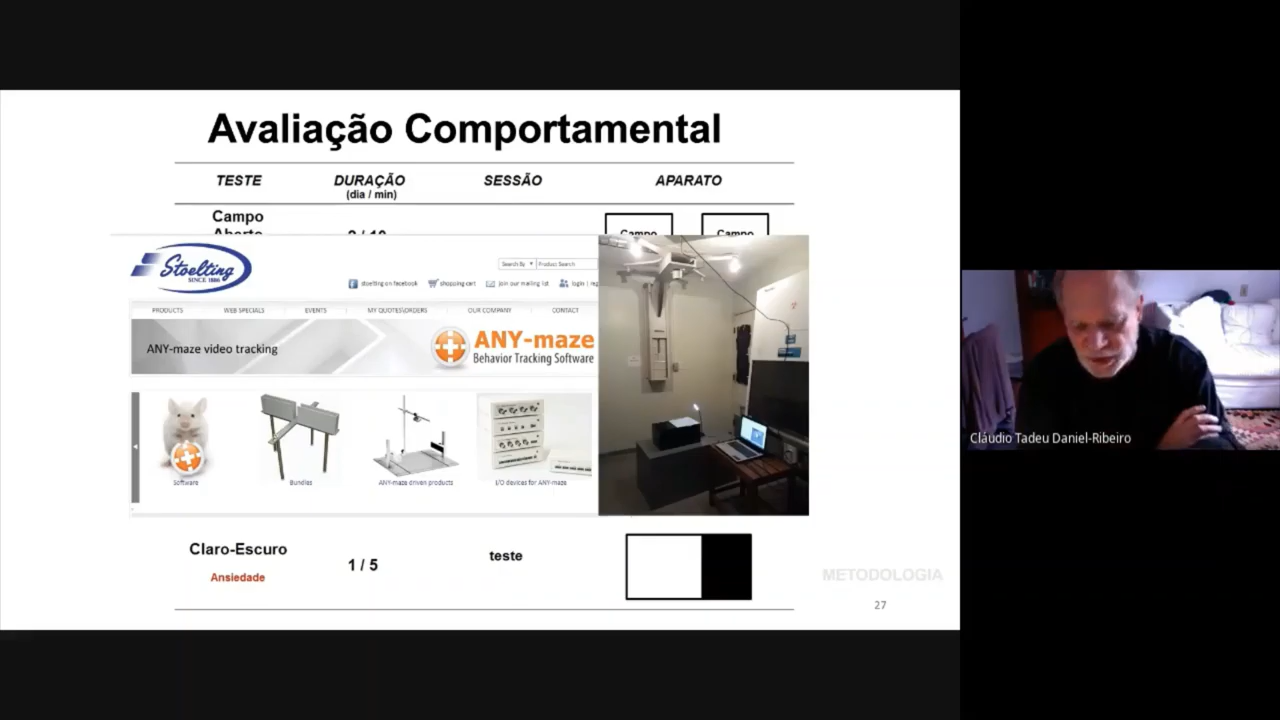 Avaliação Comportamental
TESTE DURAÇÃO SESSÃO APARATO
(dia / min)
Campo
Aberto
Campo Campo
Stoelting
SINCE 1886
Search By Product Search
stoelting on facebook shopping cart join our mailing list login
PRODUCTS WEB SPECIALS EVENTS MY QUOTES\ORDERS OUR COMPANY CONTACT
ANY-maze video tracking
ANY-maze
Behavior Tracking Software
Software Bundles ANY-maze driven products I/O devices for ANY-maze
Claro-Escuro
Ansiedade
1 / 5
teste
METODOLOGIA
27
Cláudio Tadeu Daniel-Ribeiro